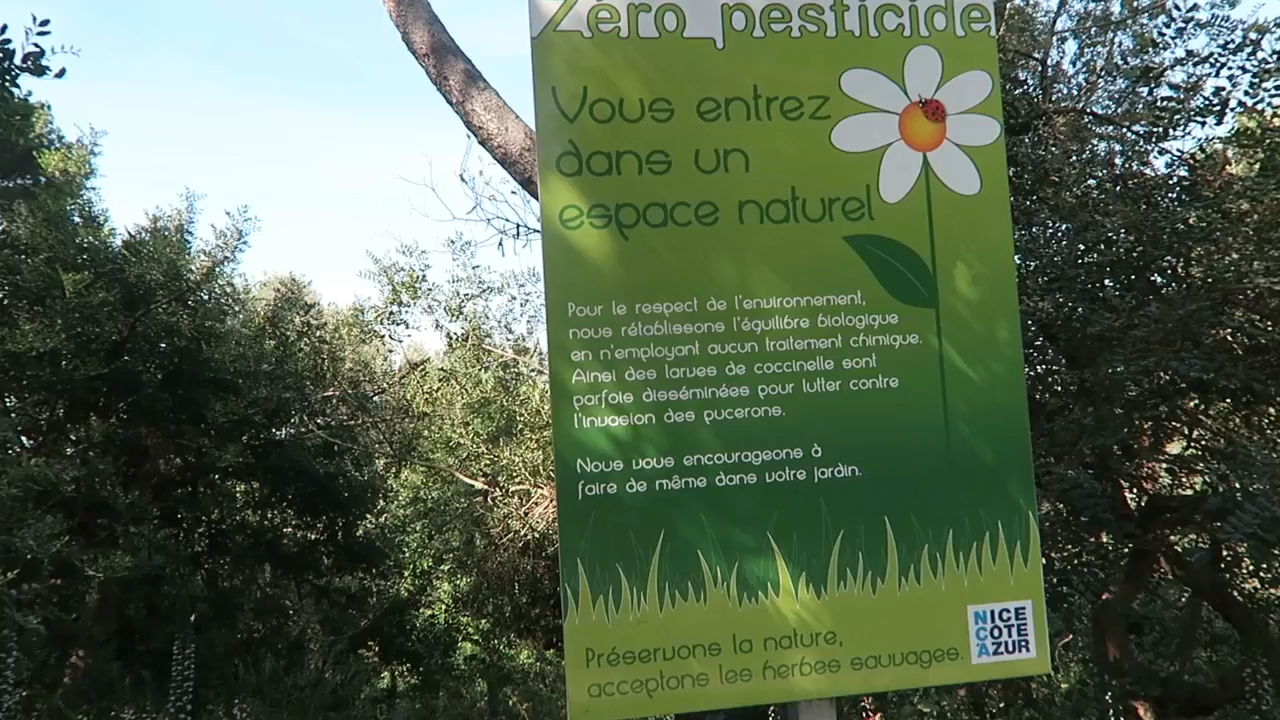 Zéro pesticide
Vous entrez
dans un
espace naturel
Pour le respect de l'environnement,
nous rétablissons l'équilibre biologique
en n'employant aucun traitement chimique.
Ainsi des larves de coccinelle sont
parfois disséminées pour lutter contre
l'invasion des pucerons.
Nous vous encourageons à
faire de même dans votre jardin.
Préservons la nature,
acceptons les herbes sauvages.
NICE
CÔTE
D'AZUR